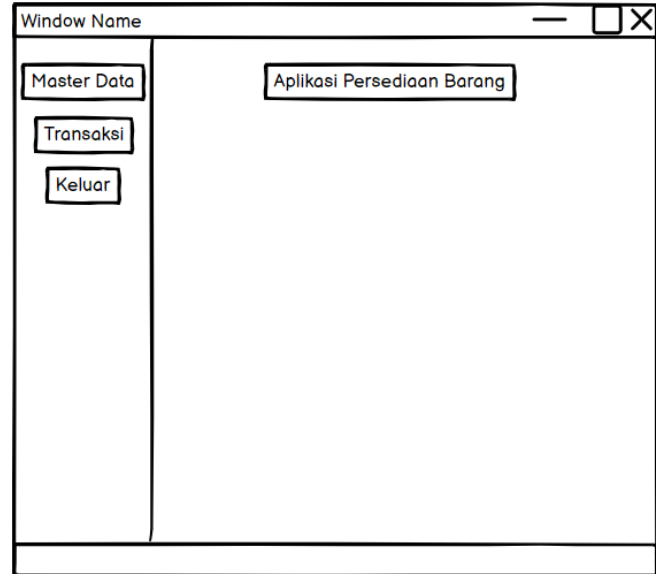 Window Name
Master Data
Aplikasi Persediaan Barang
Transaksi
Keluar